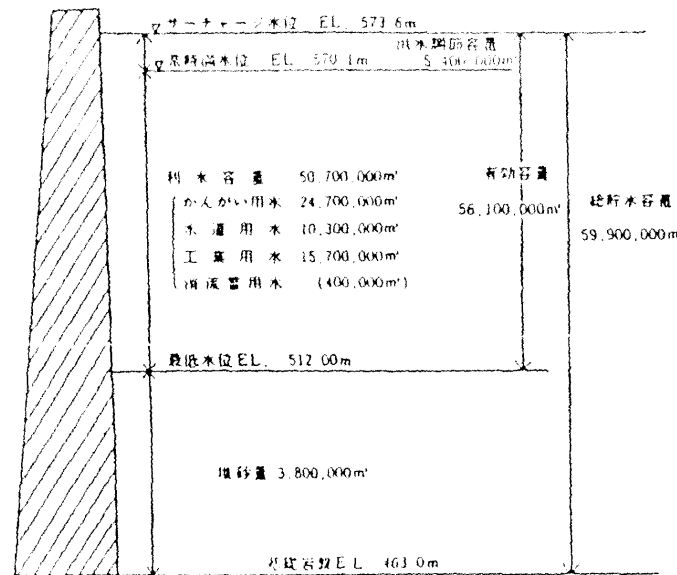 サーチャージ水位 EL. 573.6m
洪水調節容量
常時満水位 EL. 570.1m
5,400,000m³
利水容量 50,700,000m³
かんがい用水 24,700,000m³
水道用水 10,300,000m³
工業用水 15,700,000m³
用水 (400,000m³)
有効容量
56,100,000m³
総貯水容量
59,900,000m³
最低水位EL. 512.00m
堆砂量 3,800,000m³
基礎岩盤EL 463.0m